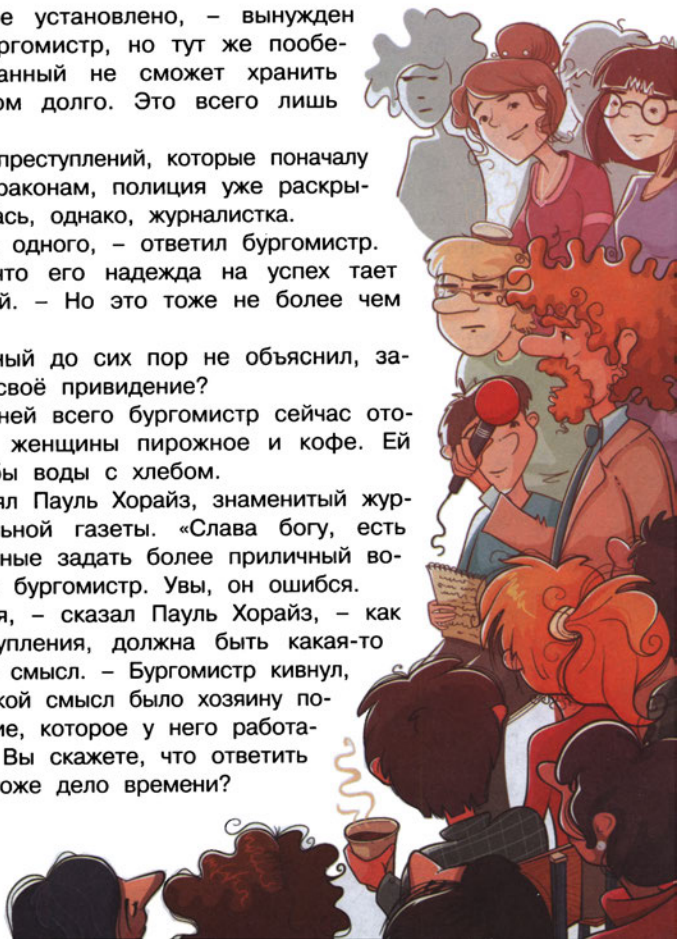 е установлено, – вынужден
ргомистр, но тут же пообе-
анный не сможет хранить
ом долго. Это всего лишь
преступлений, которые поначалу
раконам, полиция уже раскры-
ась, однако, журналистка.
одного, – ответил бургомистр.
что его надежда на успех тает
й. – Но это тоже не более чем
ный до сих пор не объяснил, за-
своё привидение?
ней всего бургомистр сейчас ото-
женщины пирожное и кофе. Ей
бы воды с хлебом.
ял Пауль Хорайз, знаменитый жур-
ьной газеты. «Слава богу, есть
ные задать более приличный во-
бургомистр. Увы, он ошибся.
я, – сказал Пауль Хорайз, – как
упления, должна быть какая-то
смысл. – Бургомистр кивнул,
кой смысл было хозяину по-
ие, которое у него работа-
Вы скажете, что ответить
оже дело времени?